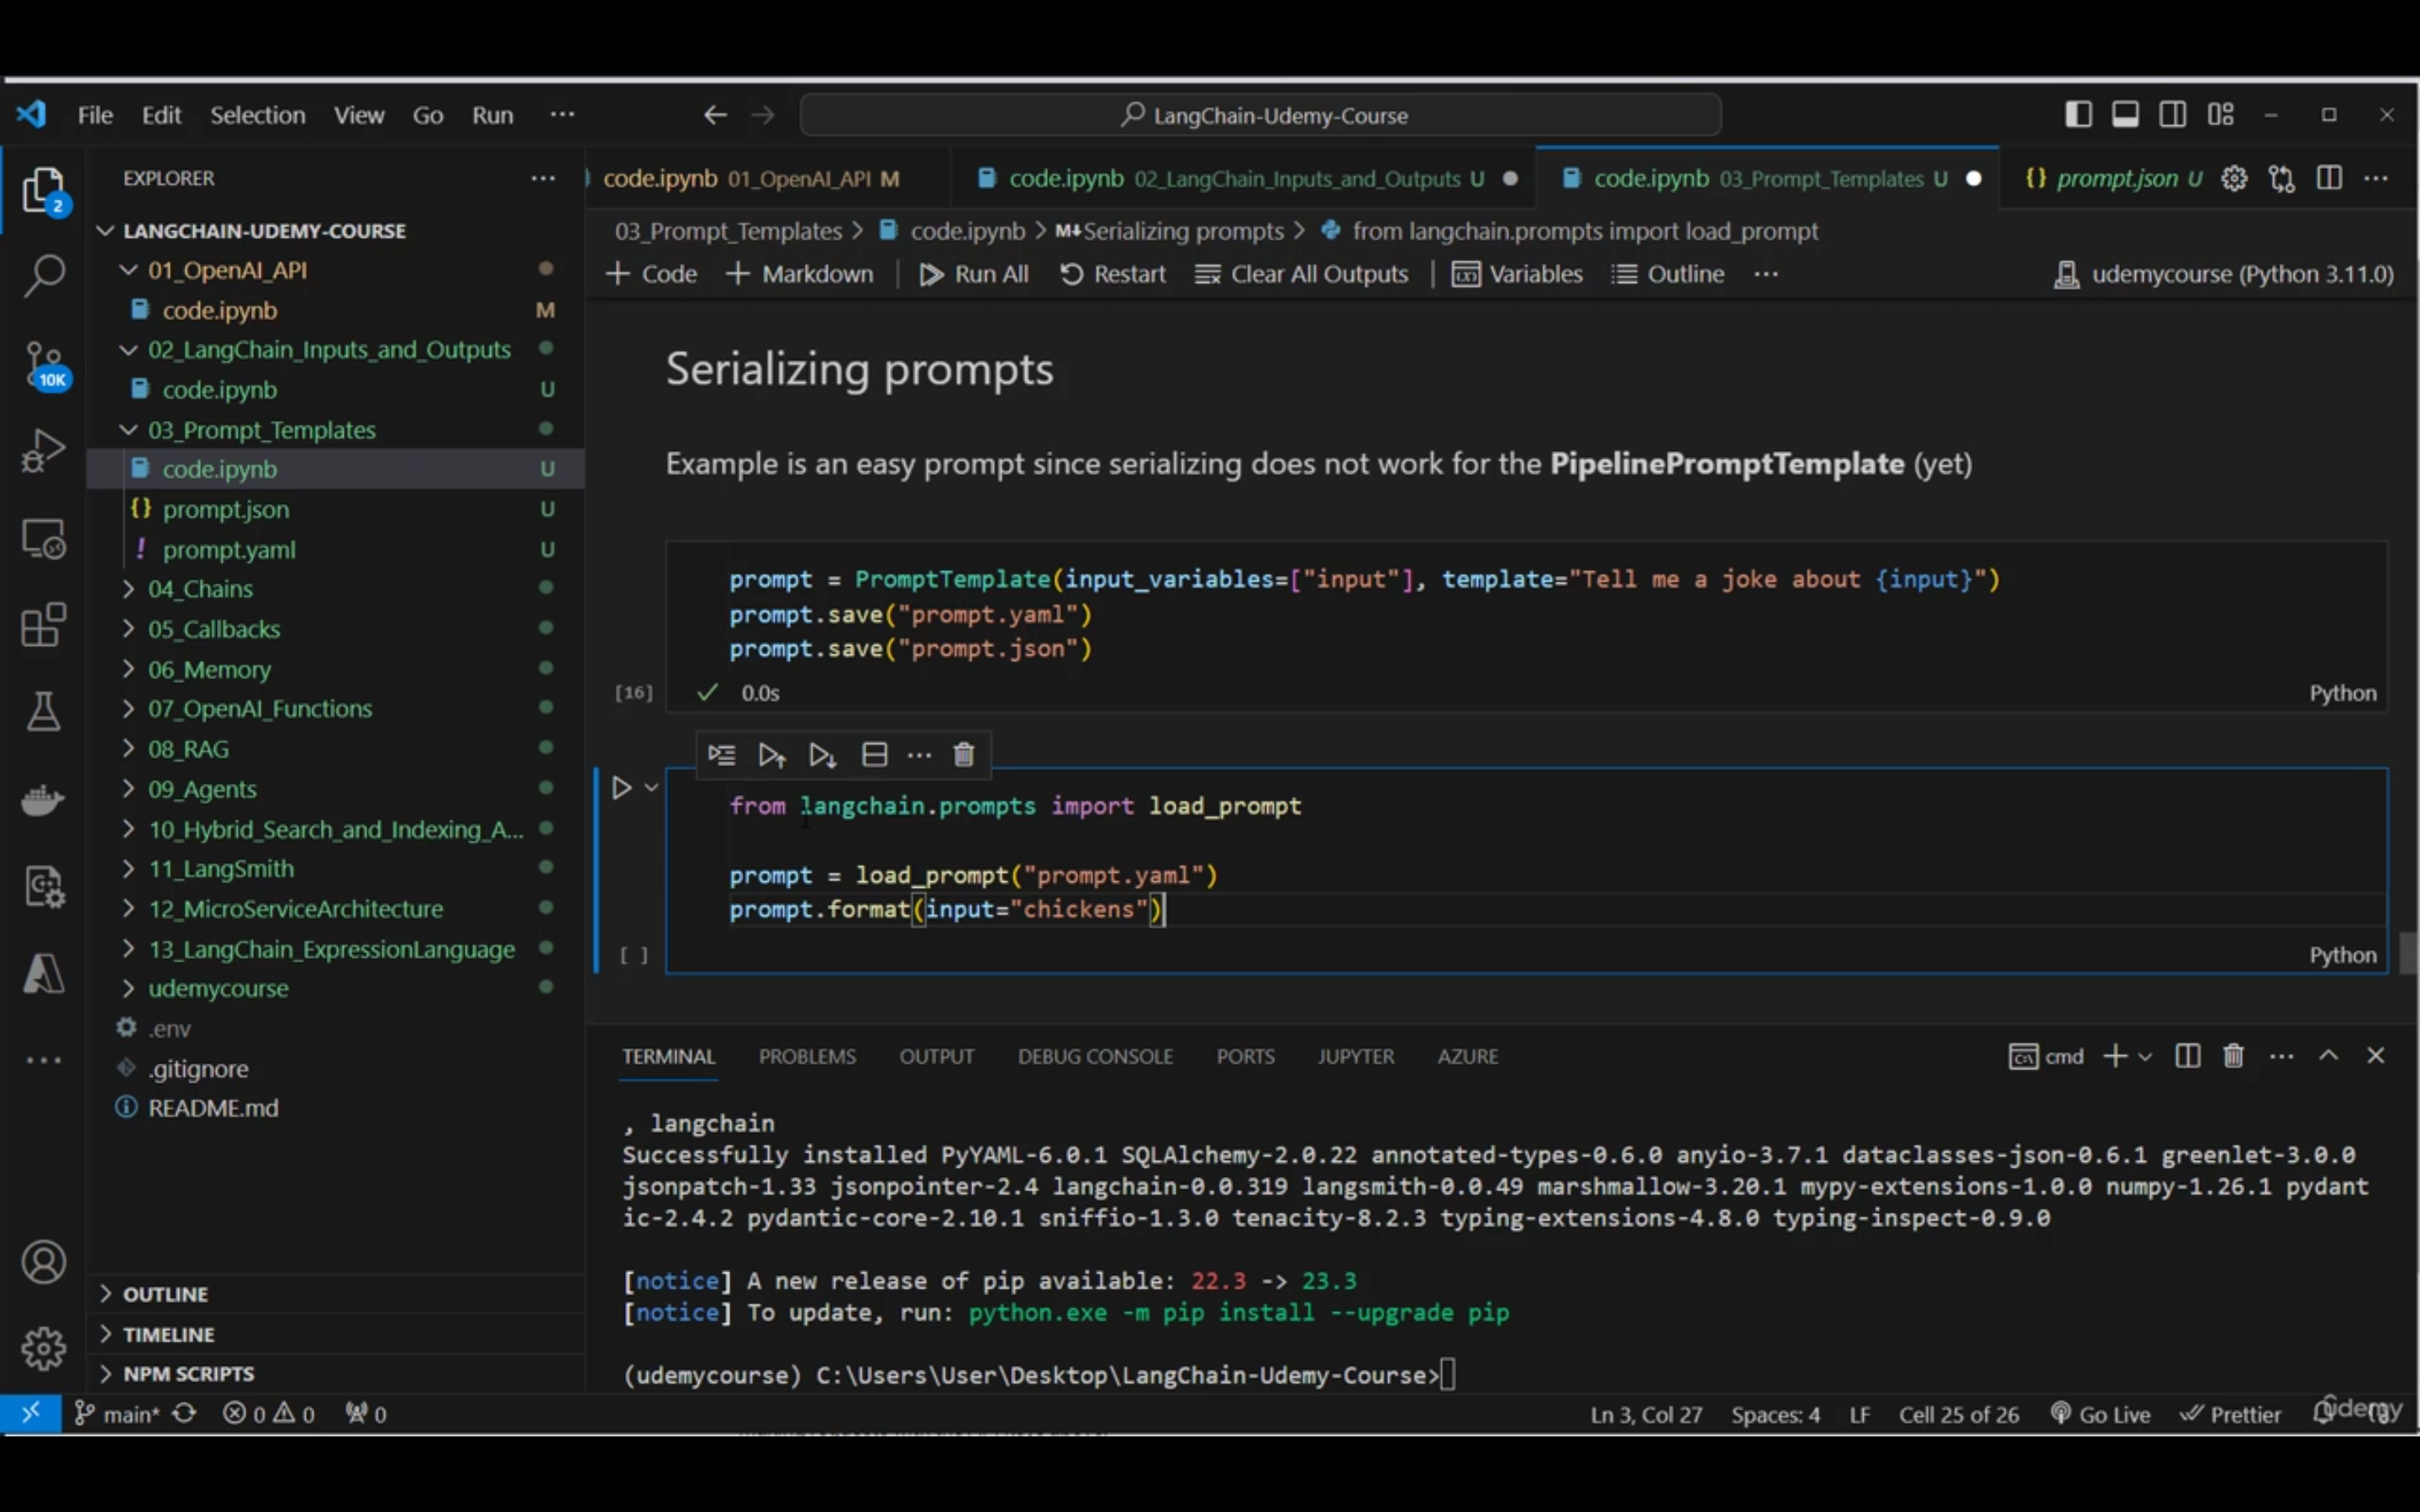 File Edit Selection View Go Run ···
LangChain-Udemy-Course
EXPLORER
2
10K
LANGCHAIN-UDEMY-COURSE
01_OpenAI_API
code.ipynb M
02_LangChain_Inputs_and_Outputs
code.ipynb U
03_Prompt_Templates
code.ipynb U
{} prompt.json U
! prompt.yaml U
04_Chains
05_Callbacks
06_Memory
07_OpenAI_Functions
08_RAG
09_Agents
10_Hybrid_Search_and_Indexing_A...
11_LangSmith
12_MicroServiceArchitecture
13_LangChain_ExpressionLanguage
udemycourse
.env
.gitignore
README.md
OUTLINE
TIMELINE
NPM SCRIPTS
code.ipynb 01_OpenAI_API M
code.ipynb 02_LangChain_Inputs_and_Outputs U
code.ipynb 03_Prompt_Templates U
{} prompt.json U
03_Prompt_Templates > code.ipynb > M↓Serializing prompts > from langchain.prompts import load_prompt
+ Code + Markdown | Run All Restart Clear All Outputs | Variables Outline ··· udemycourse (Python 3.11.0)
Serializing prompts
Example is an easy prompt since serializing does not work for the PipelinePromptTemplate (yet)
prompt = PromptTemplate(input_variables=["input"], template="Tell me a joke about {input}")
prompt.save("prompt.yaml")
prompt.save("prompt.json")
[16] ✓ 0.0s Python
from langchain.prompts import load_prompt
prompt = load_prompt("prompt.yaml")
prompt.format(input="chickens")
[ ] Python
TERMINAL PROBLEMS OUTPUT DEBUG CONSOLE PORTS JUPYTER AZURE cmd
, langchain
Successfully installed PyYAML-6.0.1 SQLAlchemy-2.0.22 annotated-types-0.6.0 anyio-3.7.1 dataclasses-json-0.6.1 greenlet-3.0.0
jsonpatch-1.33 jsonpointer-2.4 langchain-0.0.319 langsmith-0.0.49 marshmallow-3.20.1 mypy-extensions-1.0.0 numpy-1.26.1 pydant
ic-2.4.2 pydantic-core-2.10.1 sniffio-1.3.0 tenacity-8.2.3 typing-extensions-4.8.0 typing-inspect-0.9.0
[notice] A new release of pip available: 22.3 -> 23.3
[notice] To update, run: python.exe -m pip install --upgrade pip
(udemycourse) C:\Users\User\Desktop\LangChain-Udemy-Course>
main* 0 0 0 Ln 3, Col 27 Spaces: 4 LF Cell 25 of 26 Go Live Prettier
udemy